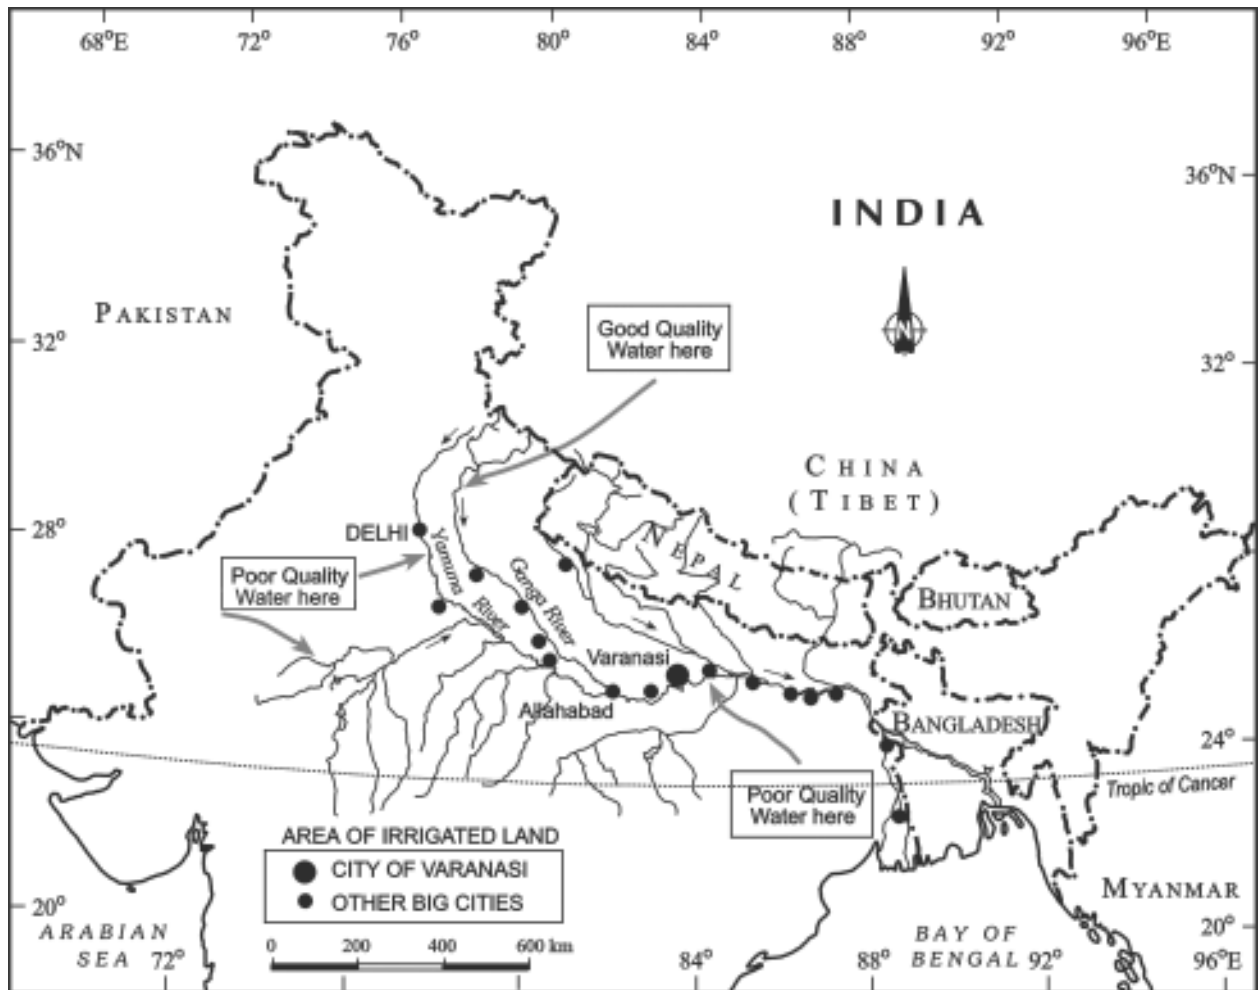 68°E 72° 76° 80° 84° 88° 92° 96°E
36°N
36°N
INDIA
PAKISTAN
Good Quality
Water here
N
32°
32°
CHINA
(TIBET)
28°
DELHI
NEPAL
Yamuna River
Ganga River
Poor Quality
Water here
BHUTAN
Varanasi
Allahabad
BANGLADESH
24°
Tropic of Cancer
Poor Quality
Water here
AREA OF IRRIGATED LAND
CITY OF VARANASI
OTHER BIG CITIES
MYANMAR
20°
20°
ARABIAN
SEA
0 200 400 600 km
BAY OF
BENGAL
72° 84° 88° 92° 96°E